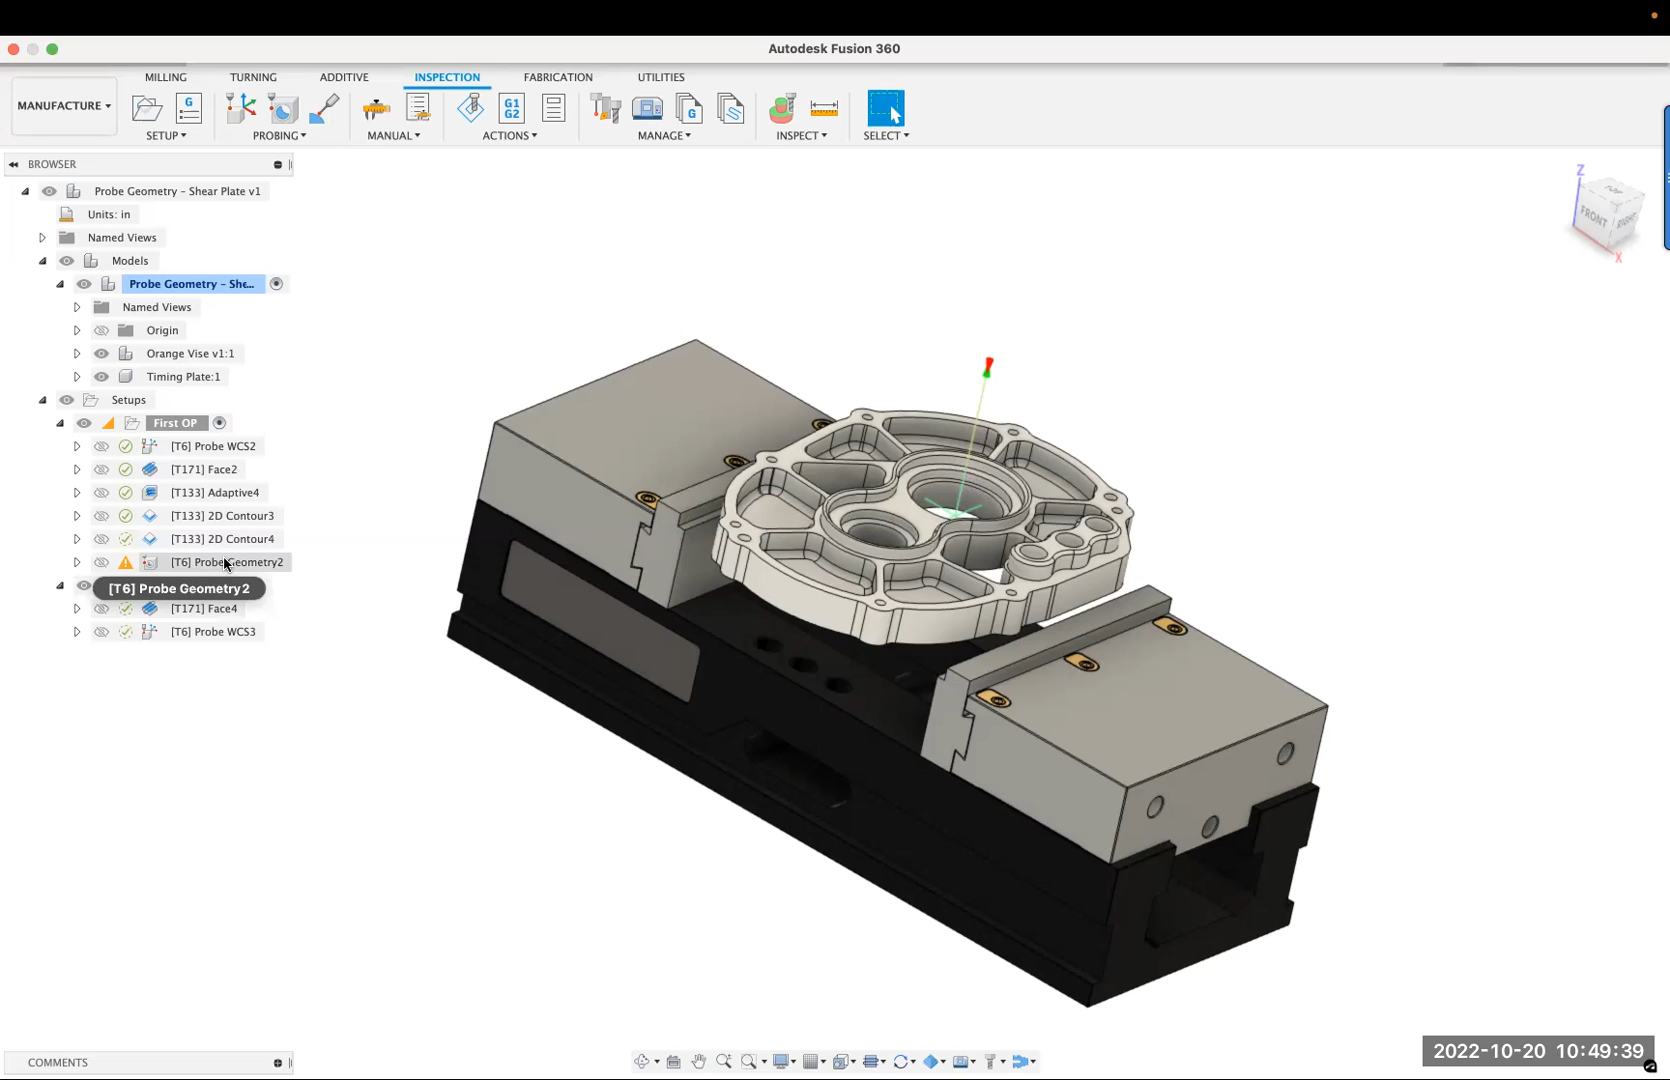 Autodesk Fusion 360
MILLING TURNING ADDITIVE INSPECTION FABRICATION UTILITIES
MANUFACTURE
G G1 G2 G
SETUP PROBING MANUAL ACTIONS MANAGE INSPECT SELECT
BROWSER
Probe Geometry – Shear Plate v1
Units: in
Named Views
Models
Probe Geometry – She...
Named Views
Origin
Orange Vise v1:1
Timing Plate:1
Setups
First OP
[T6] Probe WCS2
[T171] Face2
[T133] Adaptive4
[T133] 2D Contour3
[T133] 2D Contour4
[T6] Probe Geometry2
[T6] Probe Geometry2
[T171] Face4
[T6] Probe WCS3
Z
TOP
FRONT
RIGHT
X
COMMENTS
2022-10-20 10:49:39